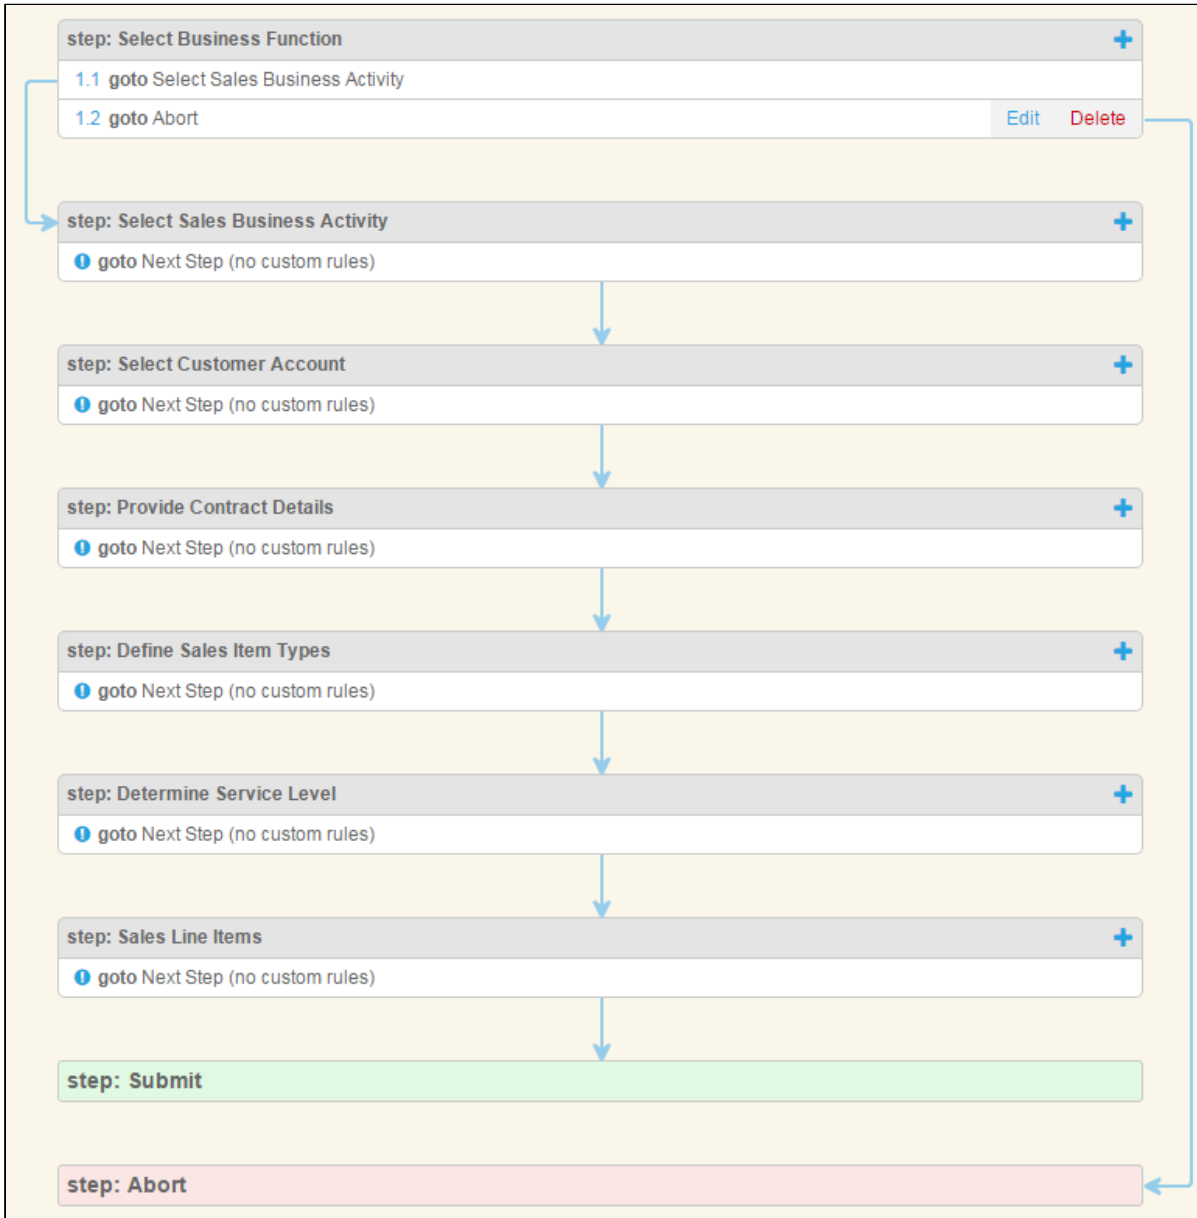 step: Select Business Function
1.1 goto Select Sales Business Activity
1.2 goto Abort Edit Delete
step: Select Sales Business Activity
goto Next Step (no custom rules)
step: Select Customer Account
goto Next Step (no custom rules)
step: Provide Contract Details
goto Next Step (no custom rules)
step: Define Sales Item Types
goto Next Step (no custom rules)
step: Determine Service Level
goto Next Step (no custom rules)
step: Sales Line Items
goto Next Step (no custom rules)
step: Submit
step: Abort